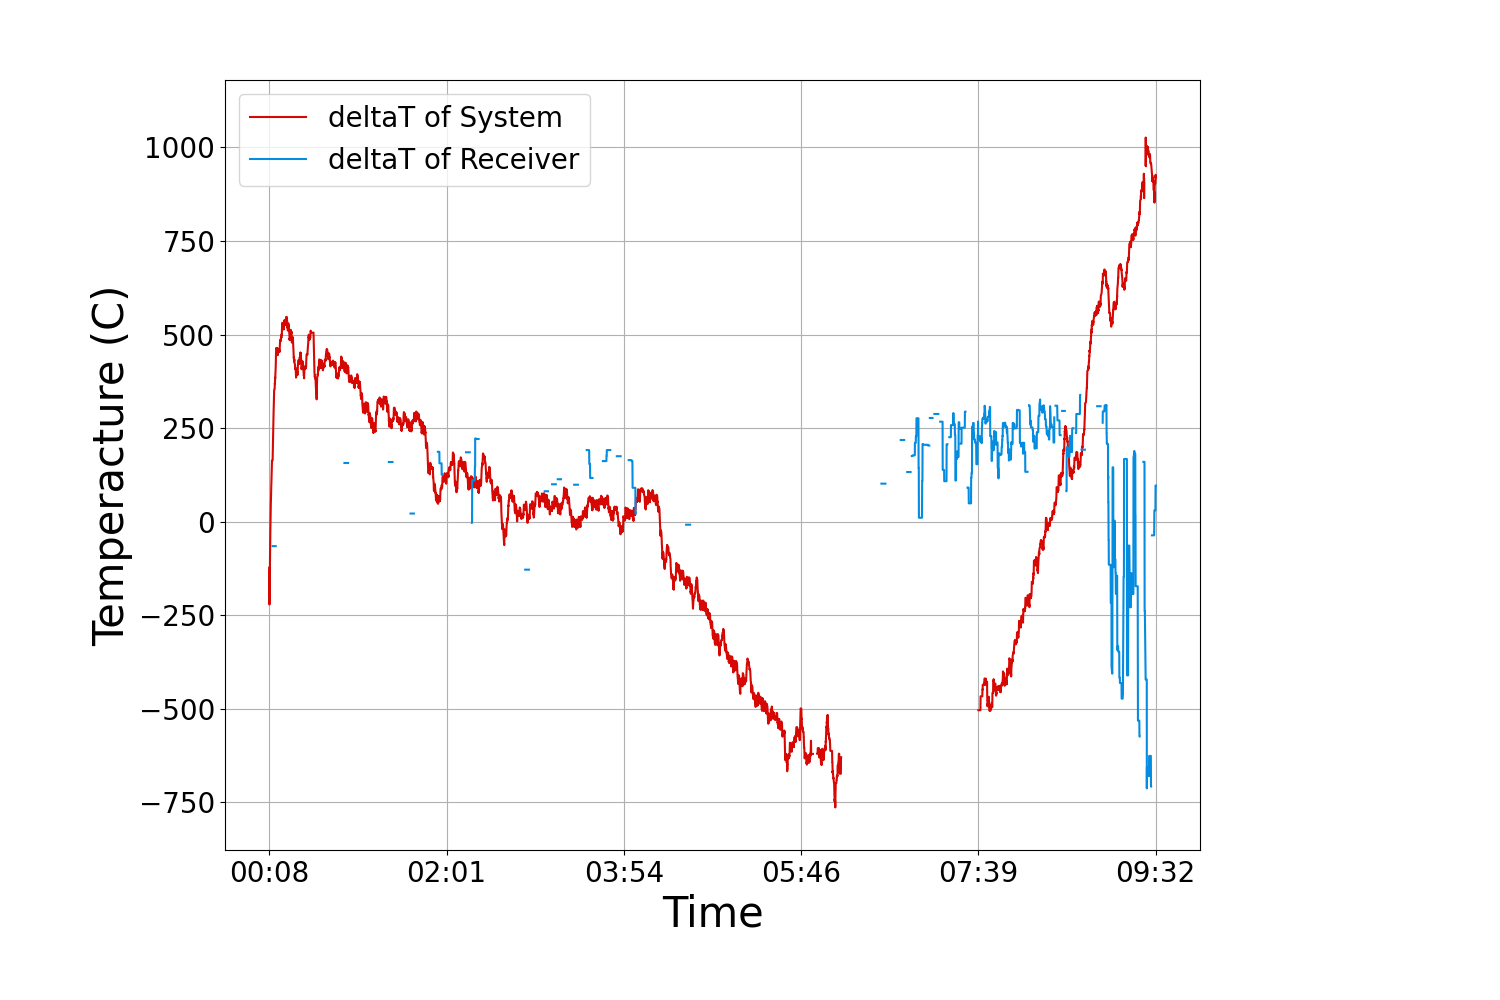 deltaT of System
deltaT of Receiver
1000
750
500
250
0
−250
−500
−750
Temperacture (C)
00:08 02:01 03:54 05:46 07:39 09:32
Time